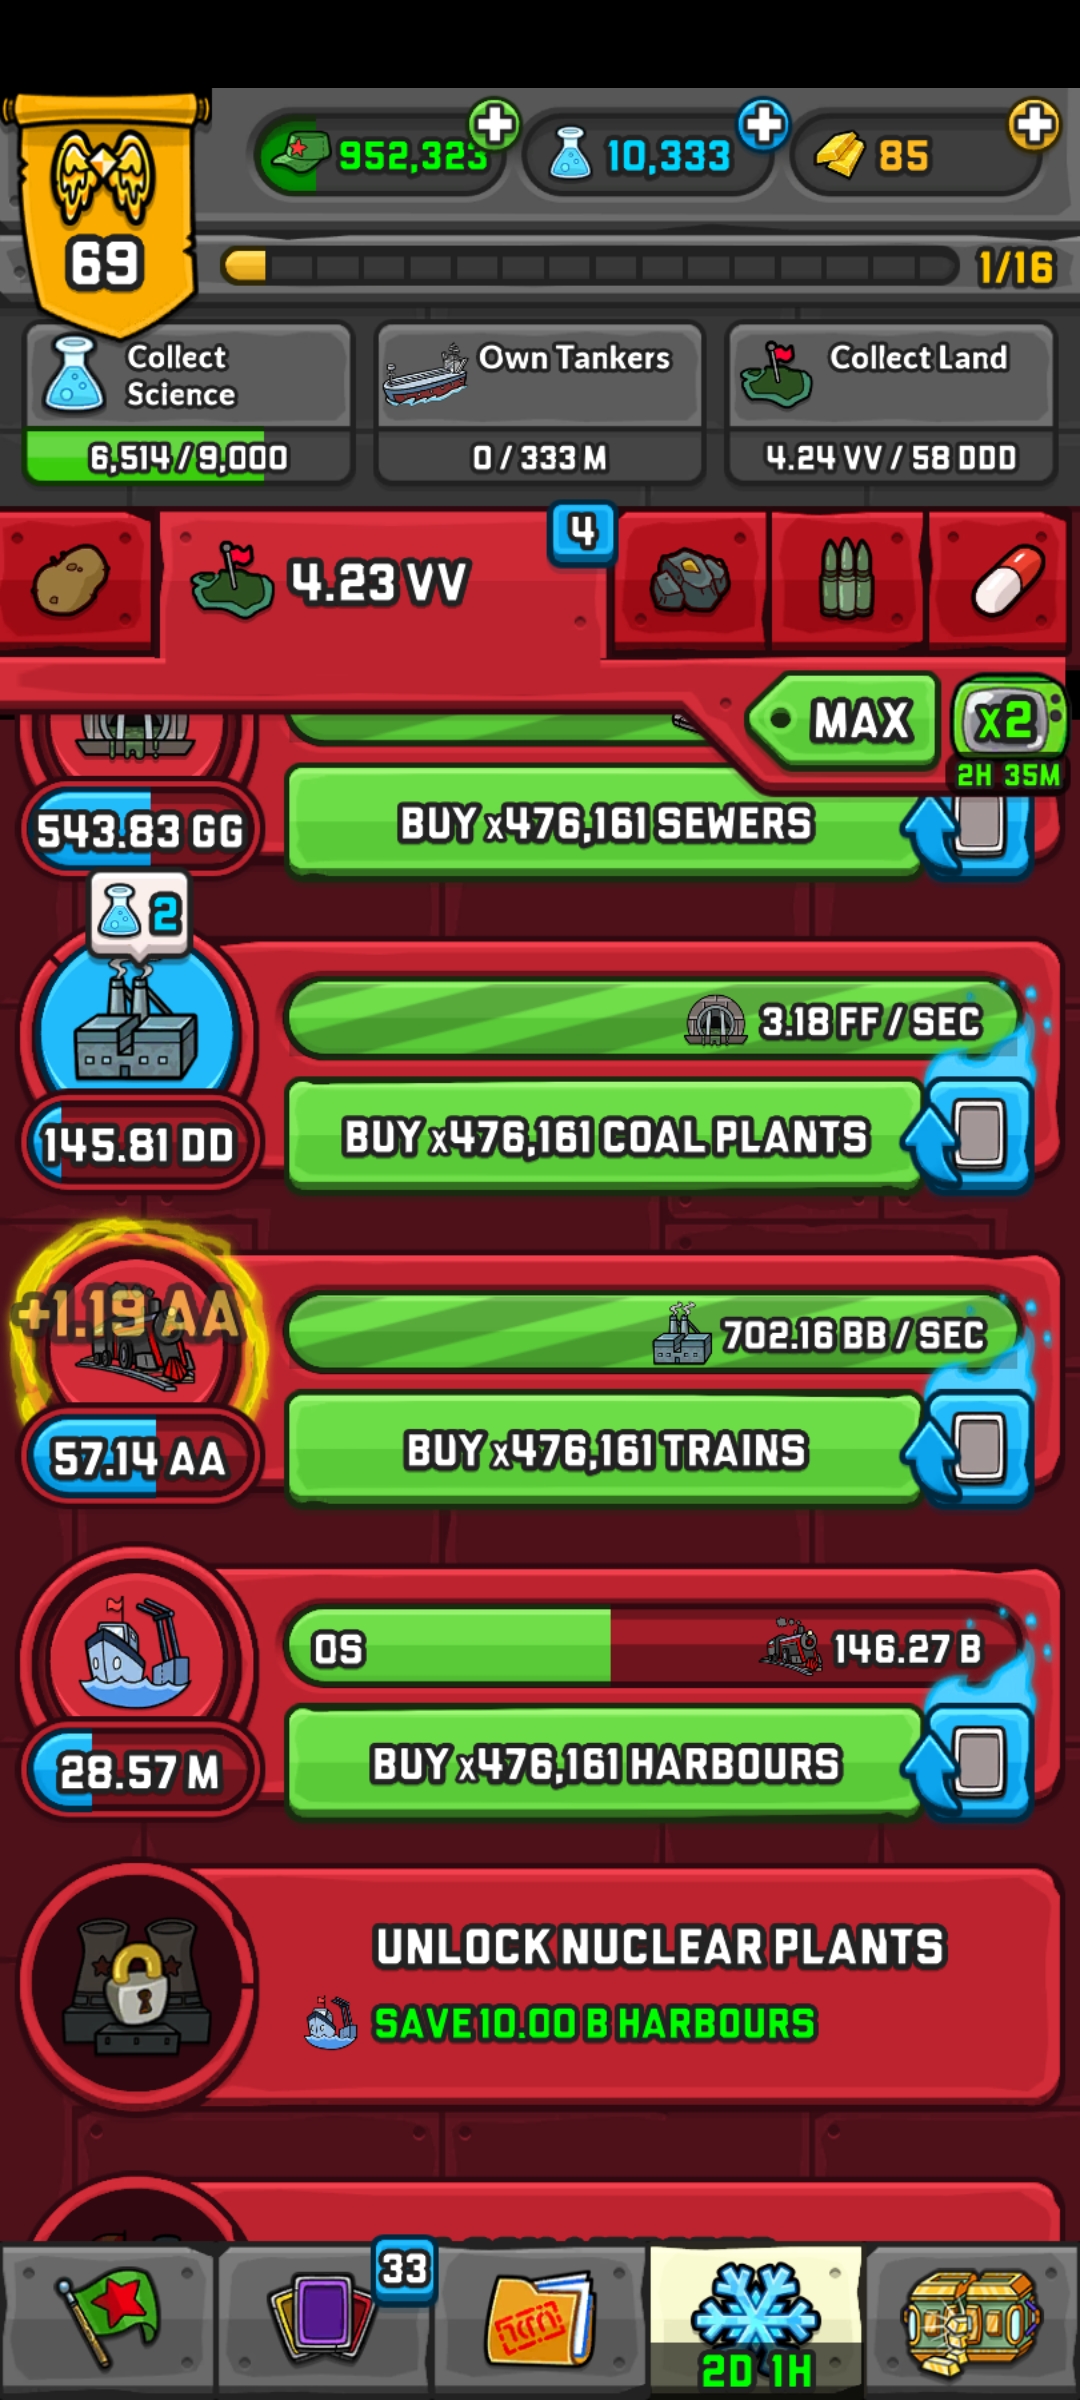 952,323
10,333
85
69
1/16
Collect Science
6,514/9,000
Own Tankers
0/333 M
Collect Land
4.24 VV/58 DDD
4.23 VV
4
MAX
x2
2H 35M
543.83 GG
BUY x476,161 SEWERS
2
3.18 FF/SEC
145.81 DD
BUY x476,161 COAL PLANTS
+1.19 AA
702.16 BB/SEC
57.14 AA
BUY x476,161 TRAINS
0S
146.27 B
28.57 M
BUY x476,161 HARBOURS
UNLOCK NUCLEAR PLANTS
SAVE 10.00 B HARBOURS
33
2D 1H